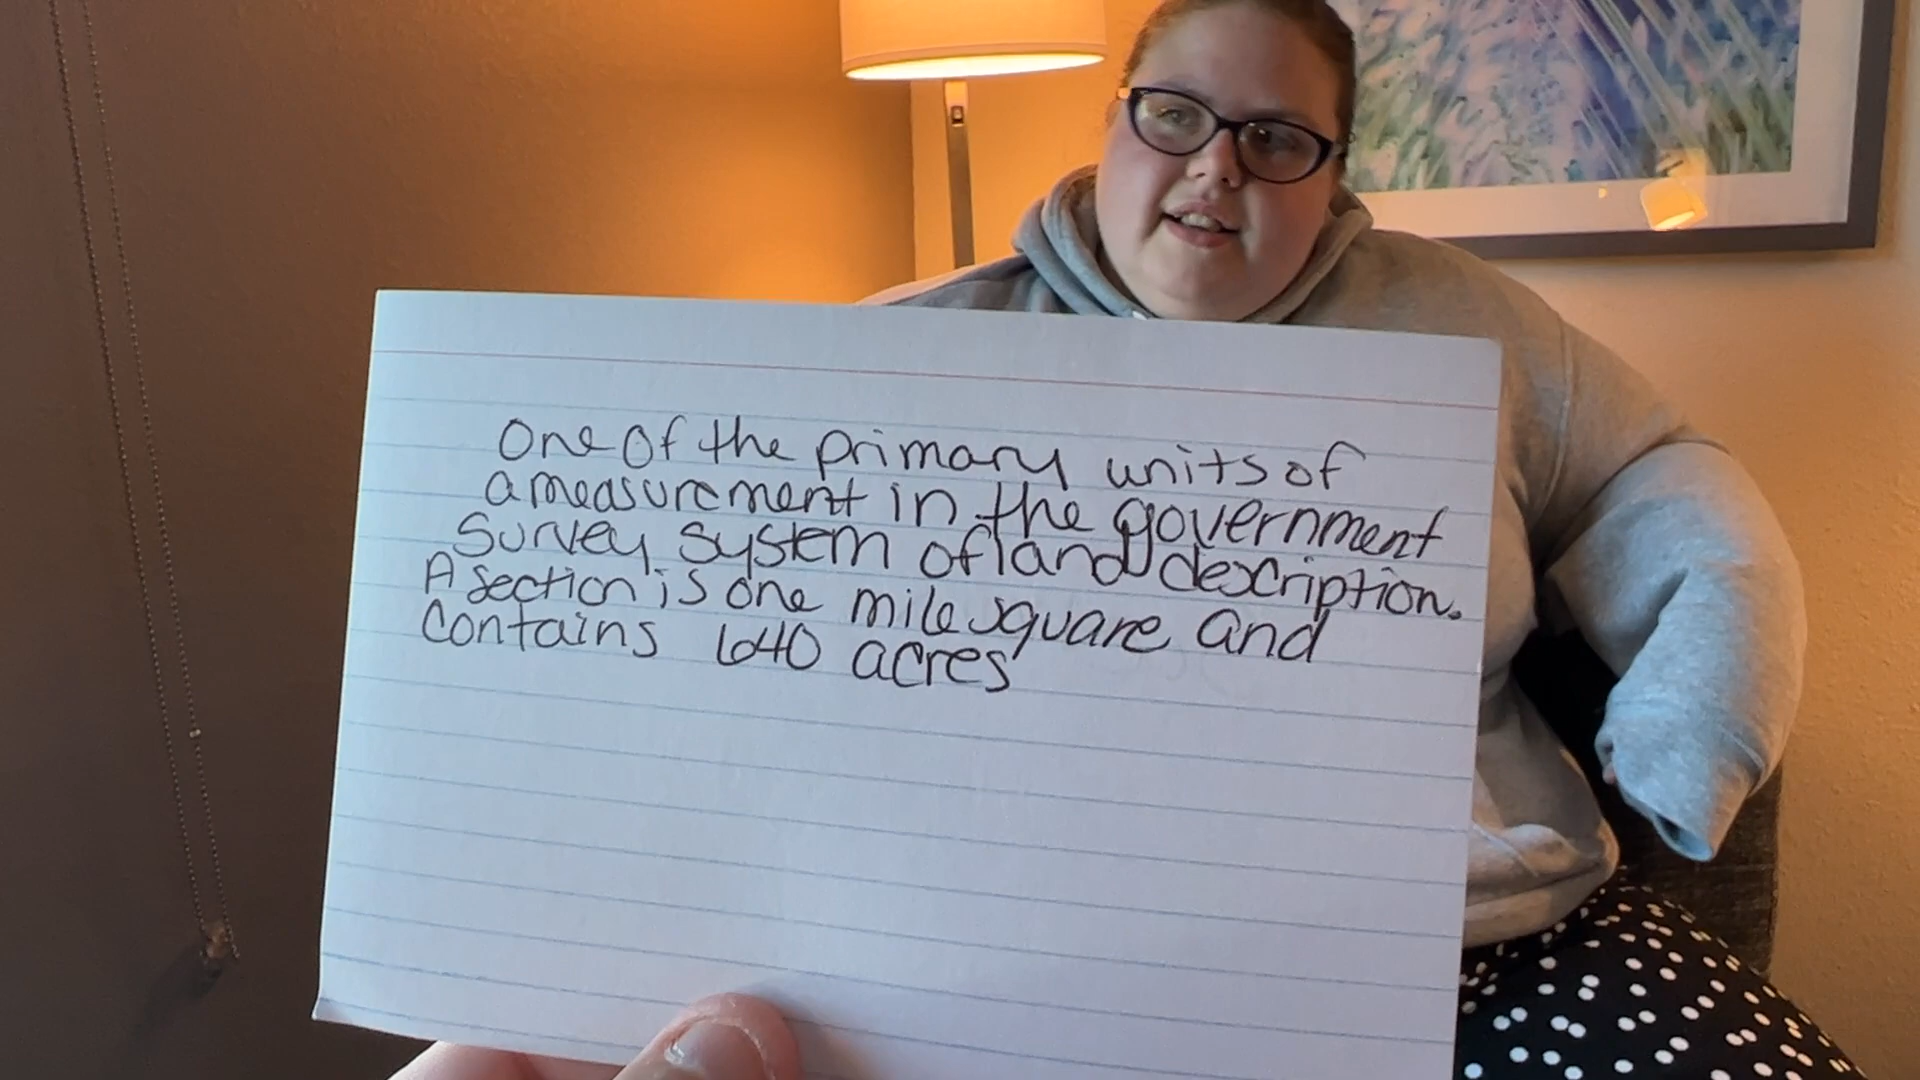 One of the primary units of
a measurement in the government
survey system of land description.
A section is one mile square and
contains 640 acres